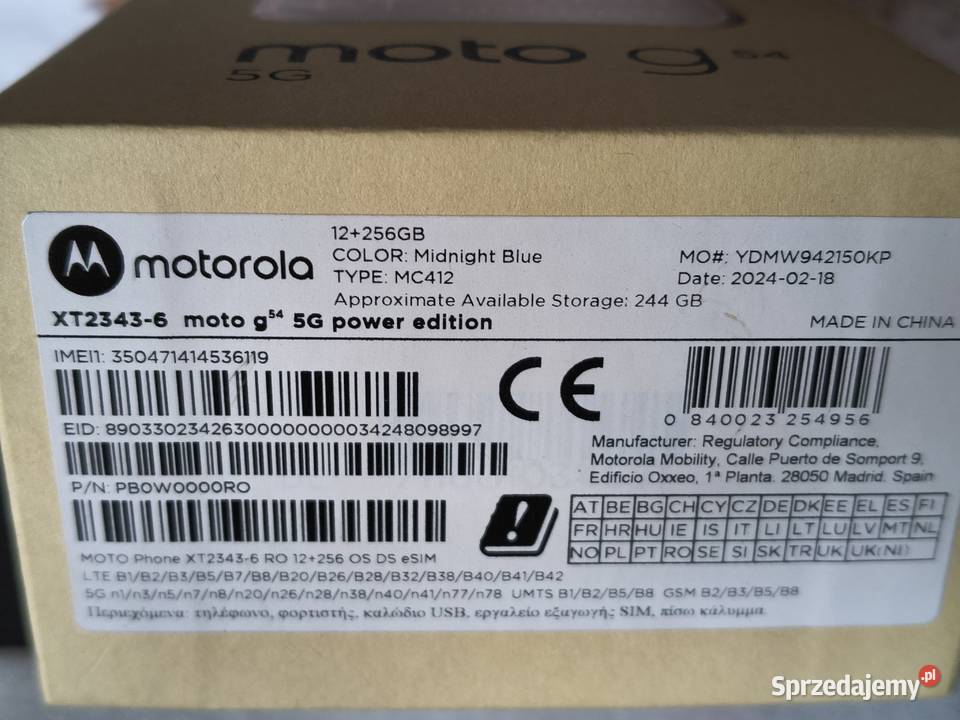 moto g54
5G
motorola
12+256GB
COLOR: Midnight Blue
TYPE: MC412
Approximate Available Storage: 244 GB
MO#: YDMW942150KP
Date: 2024-02-18
XT2343-6 moto g54 5G power edition
MADE IN CHINA
IMEI1: 350471414536119
EID: 89033023426300000000034248098997
P/N: PB0W0000RO
CE
0 840023 254956
Manufacturer: Regulatory Compliance,
Motorola Mobility, Calle Puerto de Somport 9,
Edificio Oxxeo, 1ª Planta. 28050 Madrid. Spain
AT BE BG CH CY CZ DE DK EE EL ES FI
FR HR HU IE IS IT LI LT LU LV MT NL
NO PL PT RO SE SI SK TR UK UK(NI)
MOTO Phone XT2343-6 RO 12+256 OS DS eSIM
LTE B1/B2/B3/B5/B7/B8/B20/B26/B28/B32/B38/B40/B41/B42
5G n1/n3/n5/n7/n8/n20/n26/n28/n38/n40/n41/n77/n78 UMTS B1/B2/B5/B8 GSM B2/B3/B5/B8
Περιεχόμενα: τηλέφωνο, φορτιστής, καλώδιο USB, εργαλείο εξαγωγής SIM, πίσω κάλυμμα.
Sprzedajemy.pl